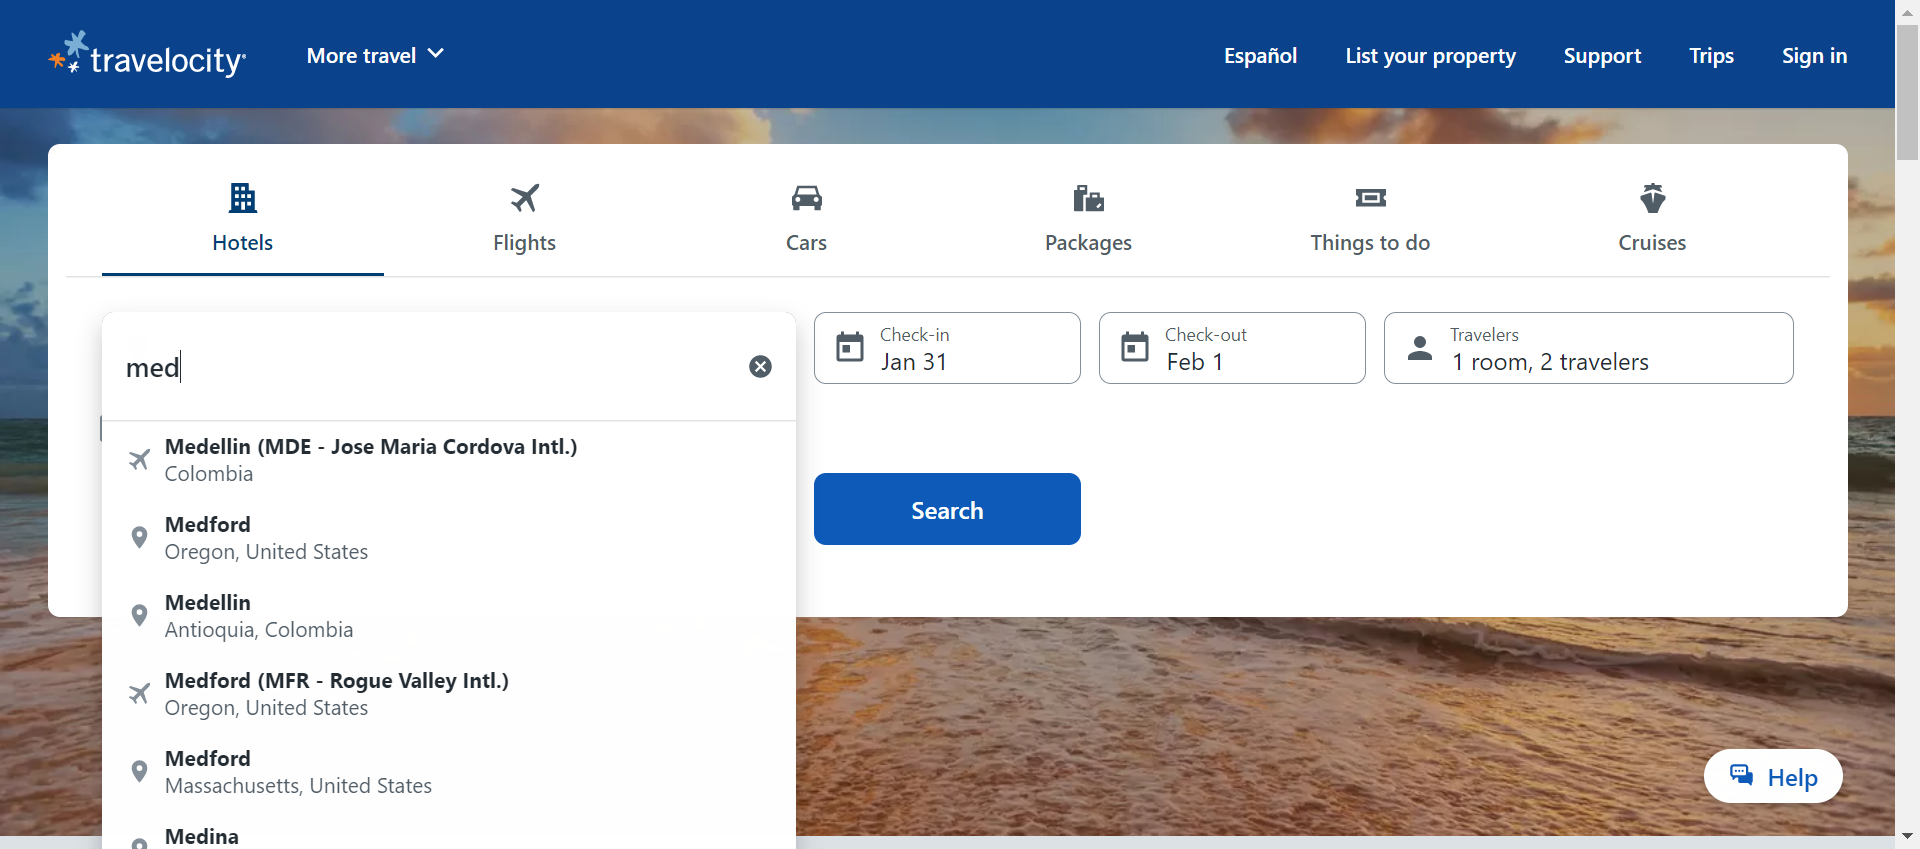 travelocity
More travel
Español
List your property
Support
Trips
Sign in
Hotels
Flights
Cars
Packages
Things to do
Cruises
med
Check-in
Jan 31
Check-out
Feb 1
Travelers
1 room, 2 travelers
Medellin (MDE - Jose Maria Cordova Intl.)
Colombia
Medford
Oregon, United States
Search
Medellin
Antioquia, Colombia
Medford (MFR - Rogue Valley Intl.)
Oregon, United States
Medford
Massachusetts, United States
Medina
Help